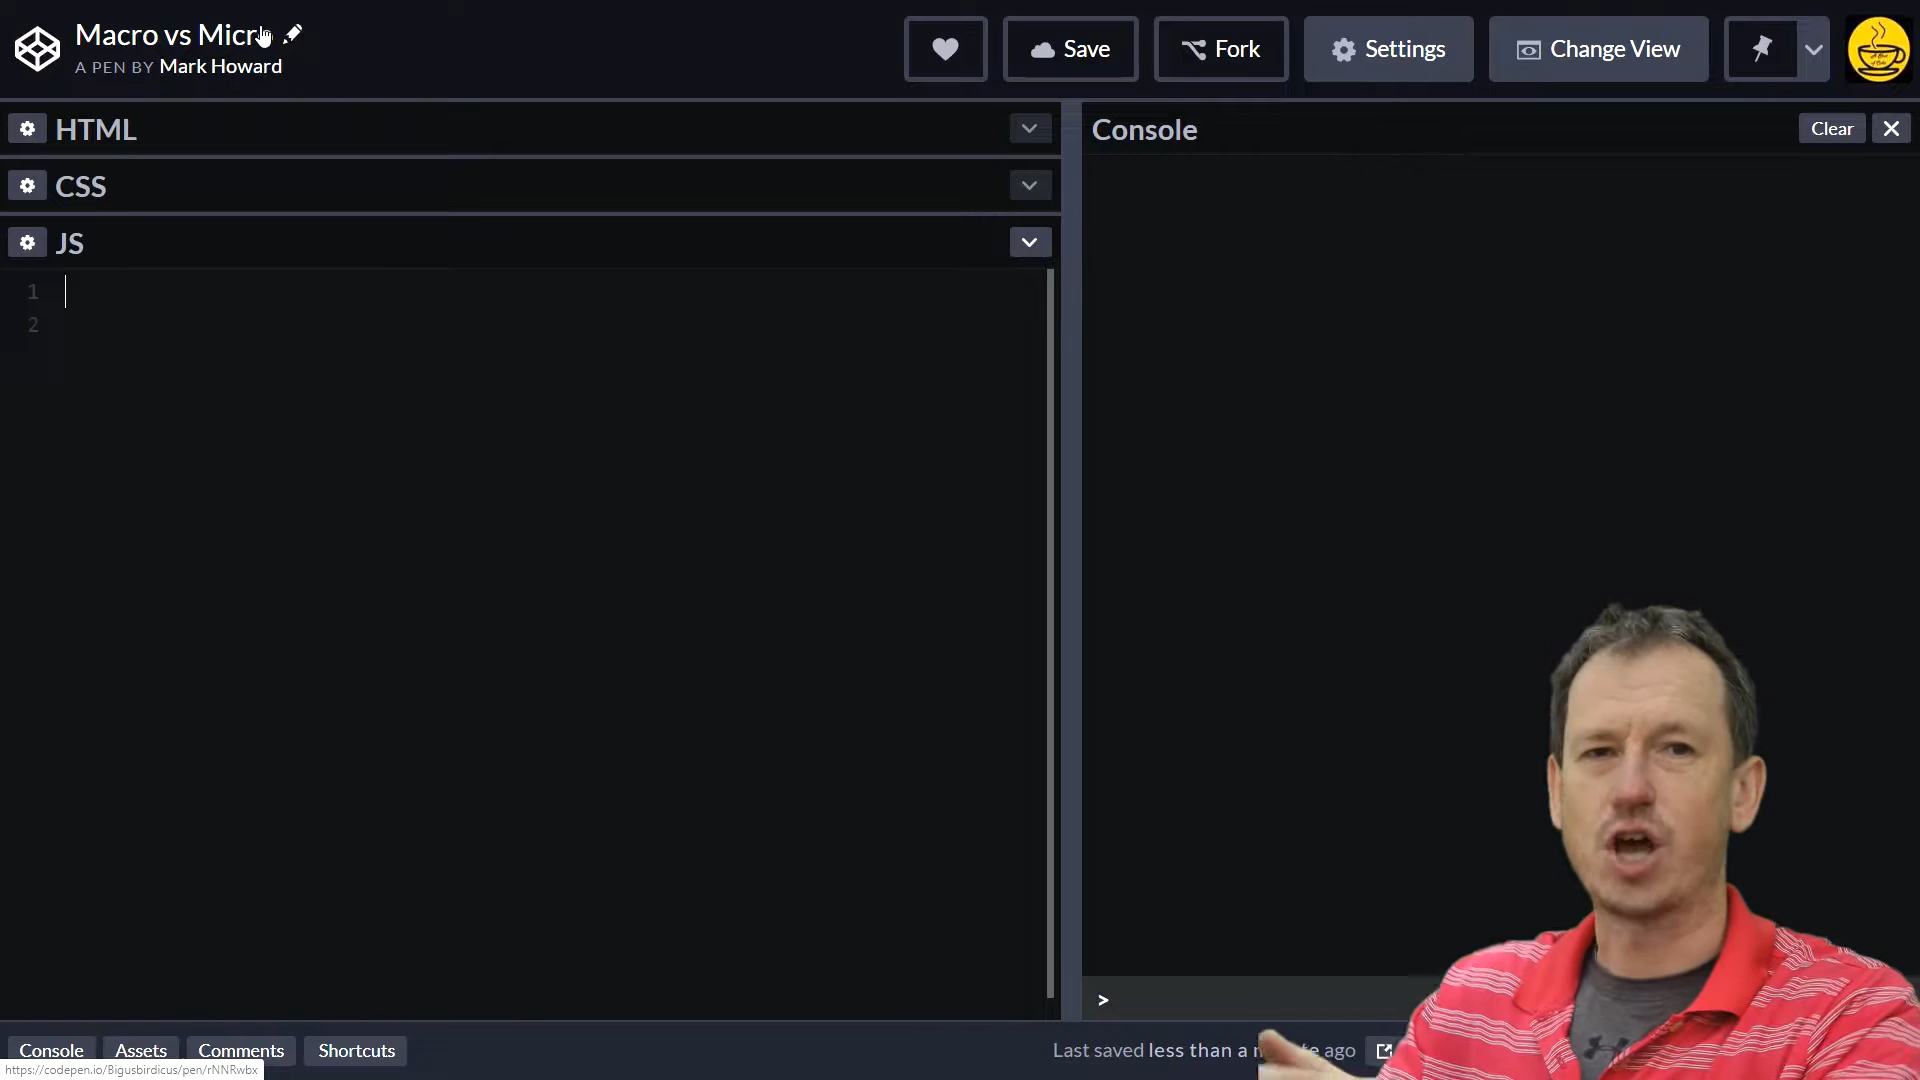 Macro vs Micro
A PEN BY Mark Howard
Save
Fork
Settings
Change View
HTML
CSS
JS
1
2
Console
Clear
>
Console
Assets
Comments
Shortcuts
Last saved less than a ago
https://codepen.io/Bigusbirdicus/pen/rNNRwbx